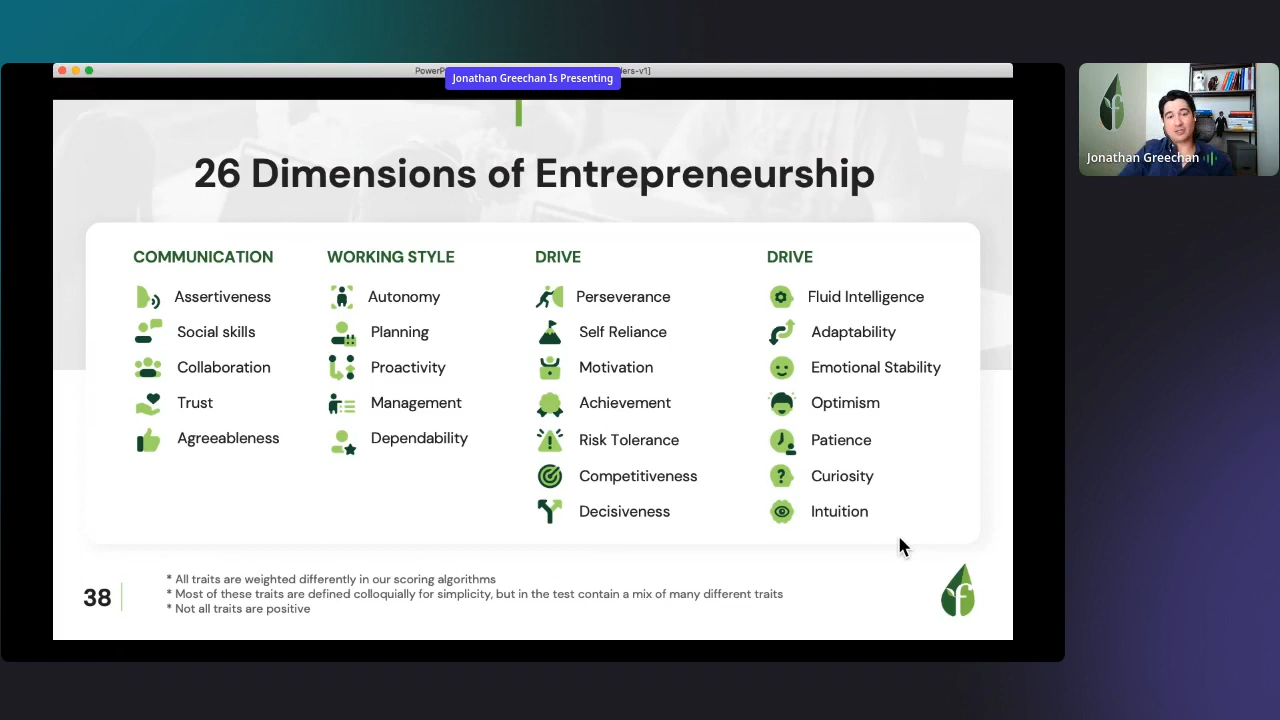 PowerP
ers-v1]
Jonathan Greechan Is Presenting
Jonathan Greechan
26 Dimensions of Entrepreneurship
COMMUNICATION
Assertiveness
Social skills
Collaboration
Trust
Agreeableness
WORKING STYLE
Autonomy
Planning
Proactivity
Management
Dependability
DRIVE
Perseverance
Self Reliance
Motivation
Achievement
Risk Tolerance
Competitiveness
Decisiveness
DRIVE
Fluid Intelligence
Adaptability
Emotional Stability
Optimism
Patience
Curiosity
Intuition
38
* All traits are weighted differently in our scoring algorithms
* Most of these traits are defined colloquially for simplicity, but in the test contain a mix of many different traits
* Not all traits are positive